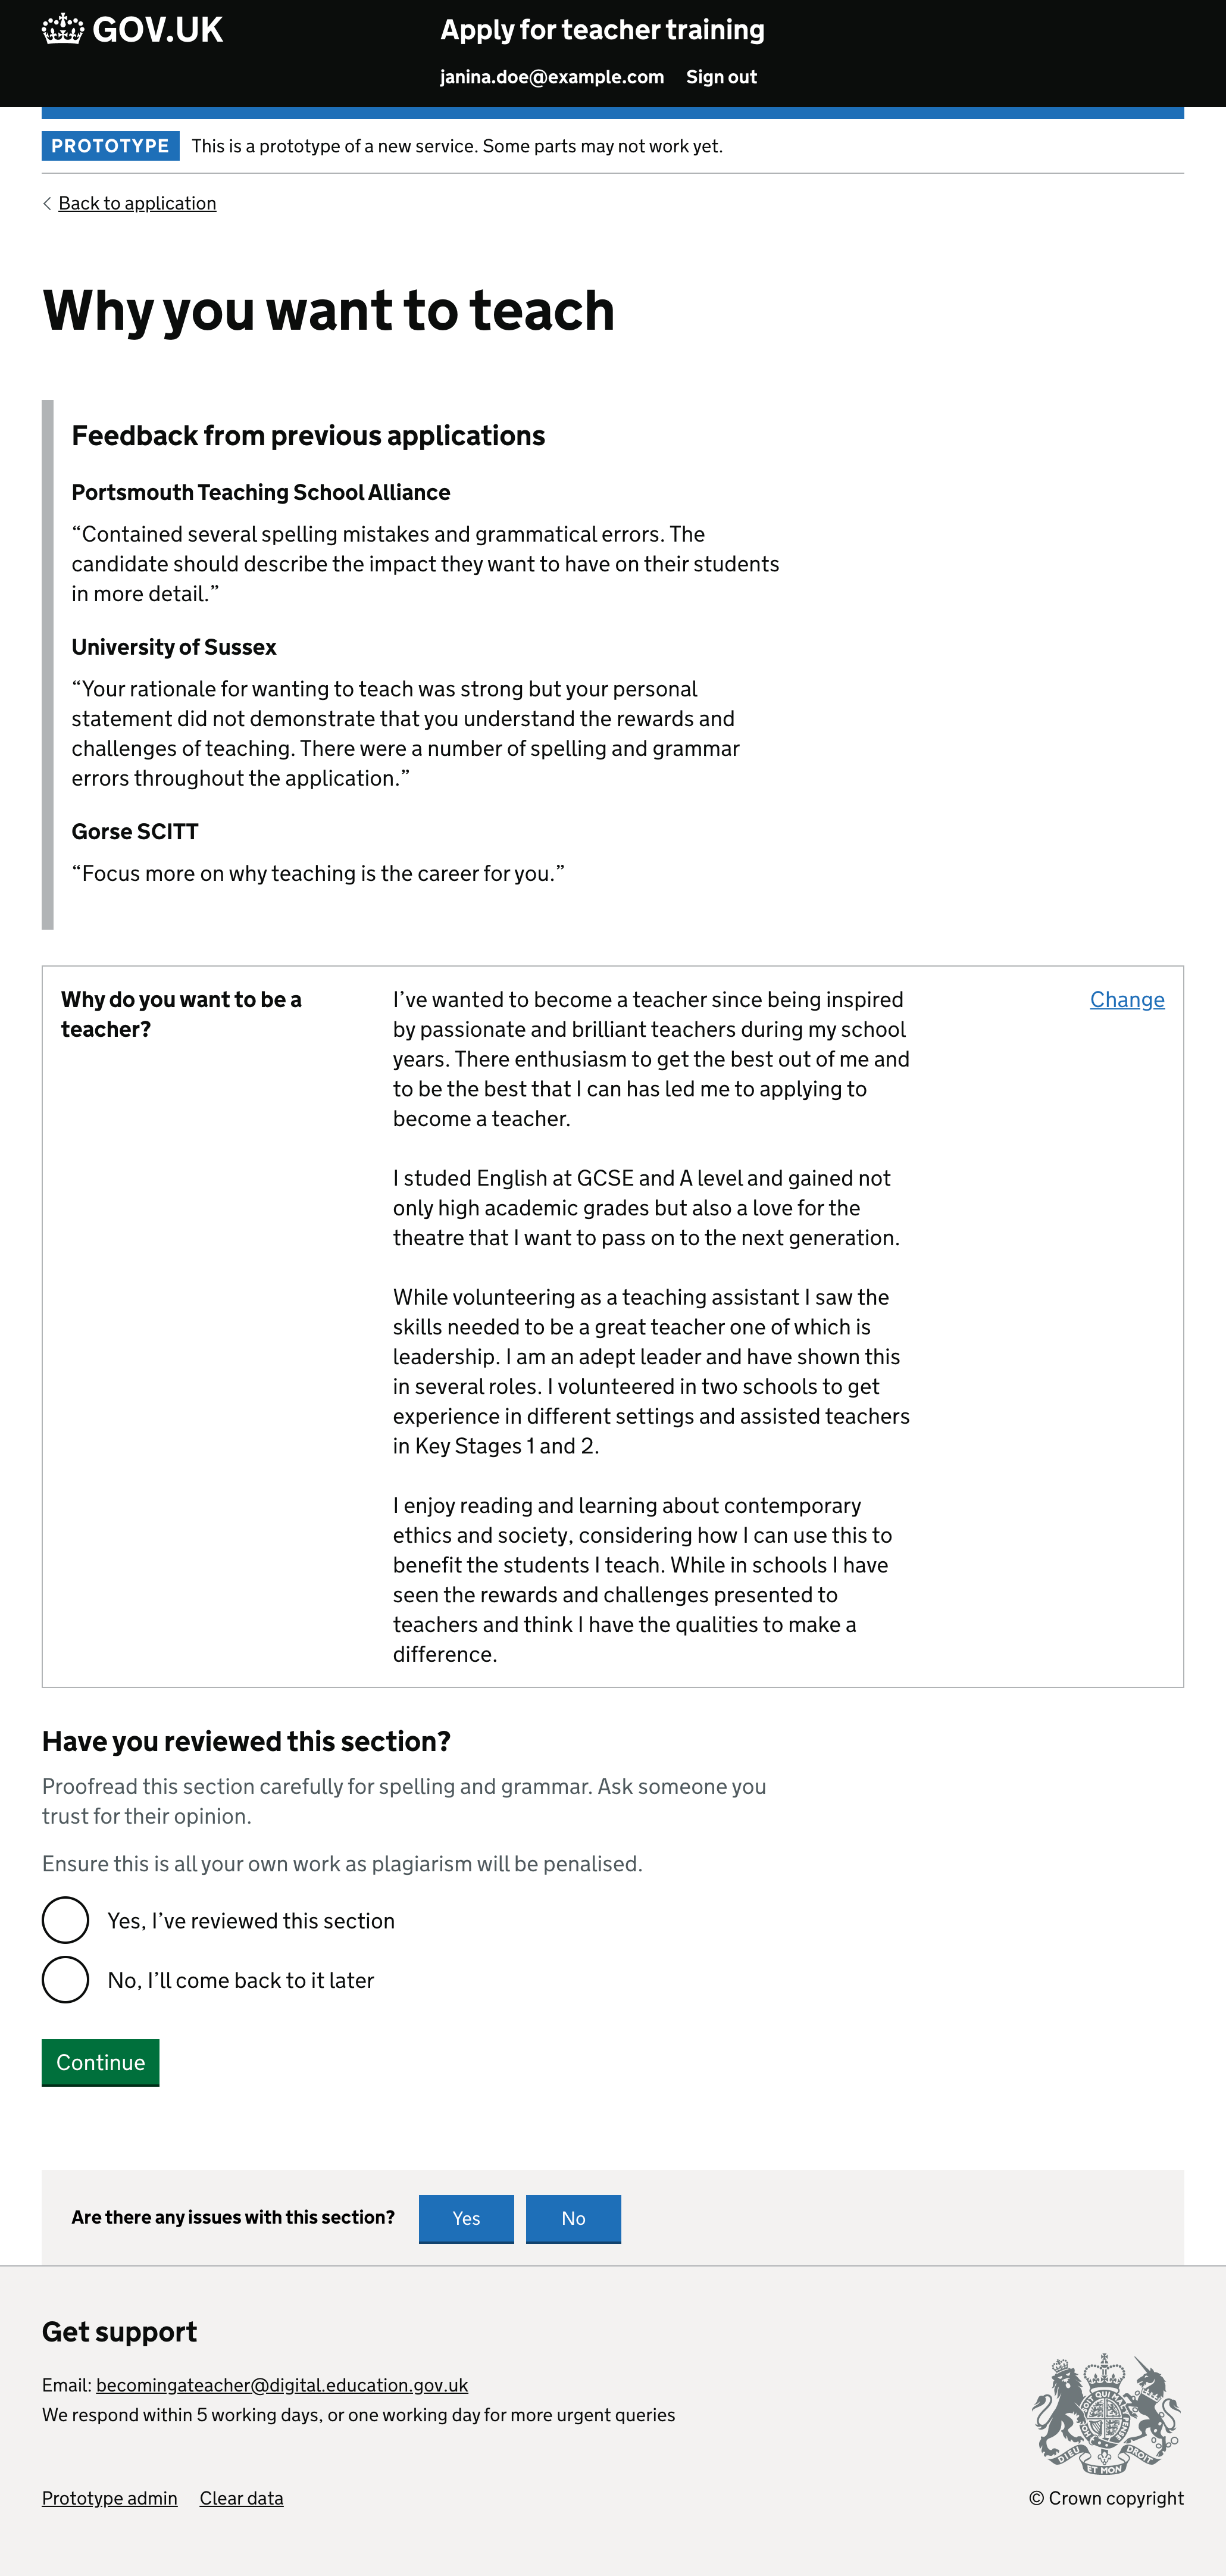 GOV.UK
Apply for teacher training
janina.doe@example.com Sign out
PROTOTYPE This is a prototype of a new service. Some parts may not work yet.
Back to application
Why you want to teach
Feedback from previous applications
Portsmouth Teaching School Alliance
“Contained several spelling mistakes and grammatical errors. The
candidate should describe the impact they want to have on their students
in more detail.”
University of Sussex
“Your rationale for wanting to teach was strong but your personal
statement did not demonstrate that you understand the rewards and
challenges of teaching. There were a number of spelling and grammar
errors throughout the application.”
Gorse SCITT
“Focus more on why teaching is the career for you.”
Why do you want to be a
teacher?
I’ve wanted to become a teacher since being inspired
by passionate and brilliant teachers during my school
years. There enthusiasm to get the best out of me and
to be the best that I can has led me to applying to
become a teacher.
I studed English at GCSE and A level and gained not
only high academic grades but also a love for the
theatre that I want to pass on to the next generation.
While volunteering as a teaching assistant I saw the
skills needed to be a great teacher one of which is
leadership. I am an adept leader and have shown this
in several roles. I volunteered in two schools to get
experience in different settings and assisted teachers
in Key Stages 1 and 2.
I enjoy reading and learning about contemporary
ethics and society, considering how I can use this to
benefit the students I teach. While in schools I have
seen the rewards and challenges presented to
teachers and think I have the qualities to make a
difference.
Change
Have you reviewed this section?
Proofread this section carefully for spelling and grammar. Ask someone you
trust for their opinion.
Ensure this is all your own work as plagiarism will be penalised.
Yes, I’ve reviewed this section
No, I’ll come back to it later
Continue
Are there any issues with this section? Yes No
Get support
Email: becomingateacher@digital.education.gov.uk
We respond within 5 working days, or one working day for more urgent queries
Prototype admin Clear data
DIEU ET MON DROIT
© Crown copyright